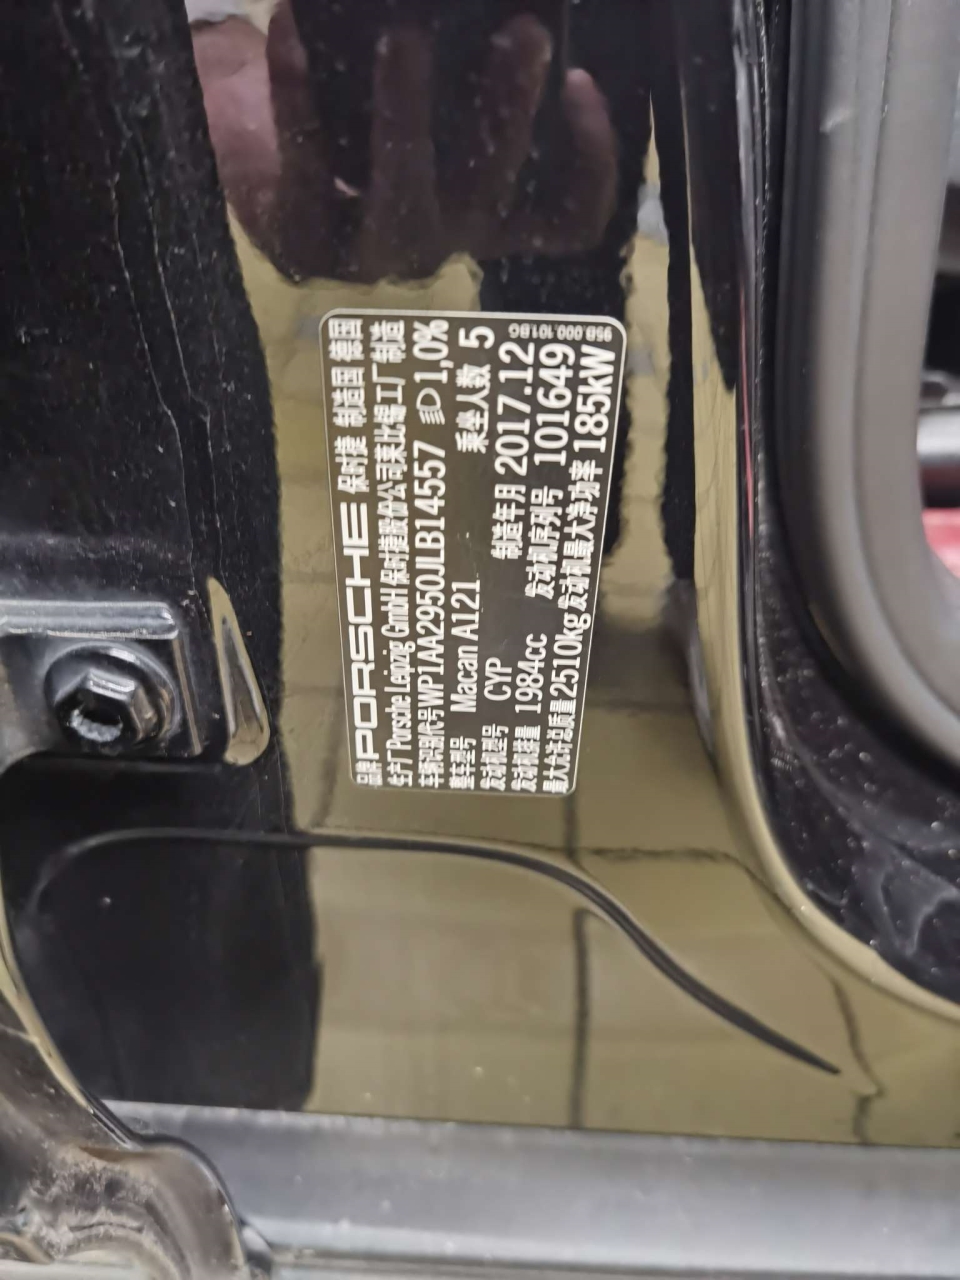 品牌 PORSCHE 保时捷 制造国 德国
生产厂 Porsche Leipzig GmbH 保时捷股份公司莱比锡工厂制造
车辆识别代号 WP1AA2950JLB14557 1,0%
整车型号 Macan A121 乘坐人数 5
发动机型号 CYP 制造年月 2017.12
发动机排量 1984cc 发动机序列号 101649
最大允许总质量 2510kg 发动机最大净功率 185kW
95B.000.101.BG